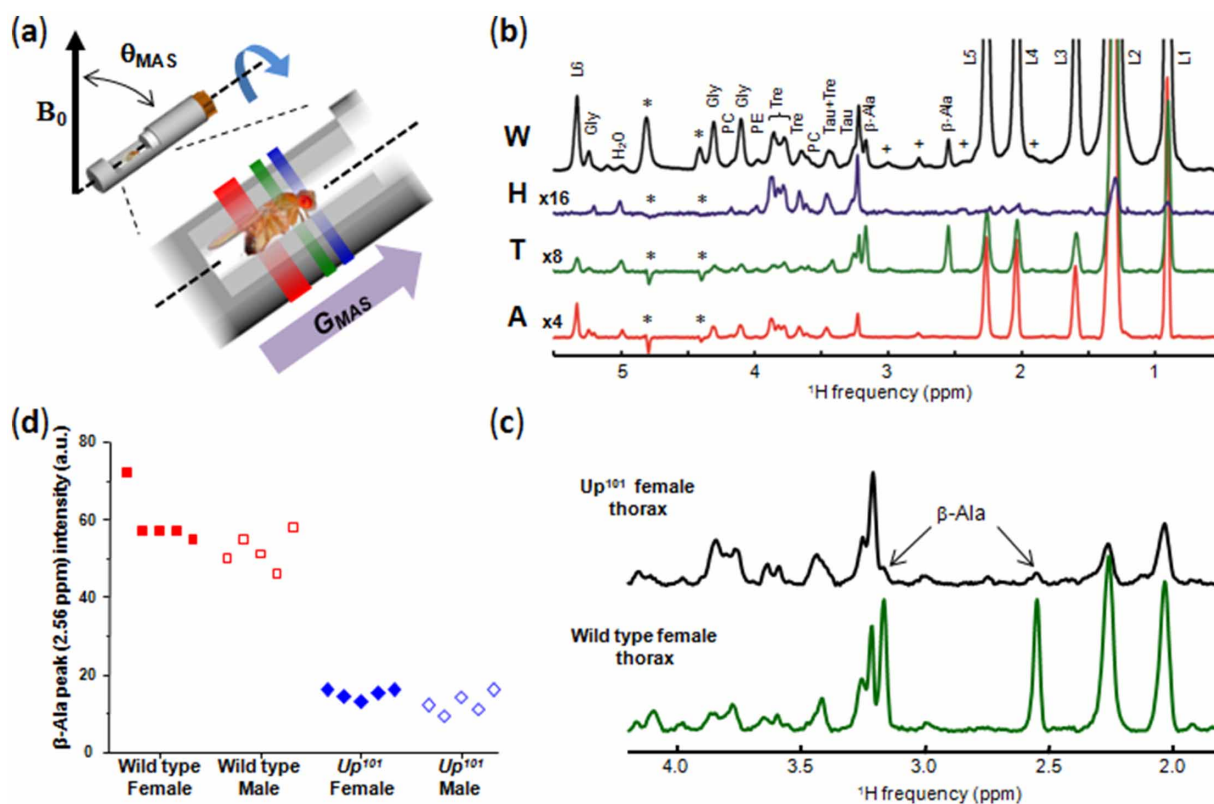 (a)
B0
θMAS
GMAS
(b)
W
H
T
A
x16
x8
x4
L6
Gly
H2O
*
*
Gly
PC
Gly
PE
Tre
Tre
PC
Tau+Tre
Tau
β-Ala
+
+
β-Ala
+
+
L5
L4
L3
L2
L1
* *
* *
* *
5 4 3 2 1
¹H frequency (ppm)
(d)
β-Ala peak (2.56 ppm) intensity (a.u.)
80
60
40
20
0
Wild type Female
Wild type Male
Up¹⁰¹ Female
Up¹⁰¹ Male
(c)
Up¹⁰¹ female
thorax
β-Ala
Wild type female
thorax
4.0 3.5 3.0 2.5 2.0
¹H frequency (ppm)